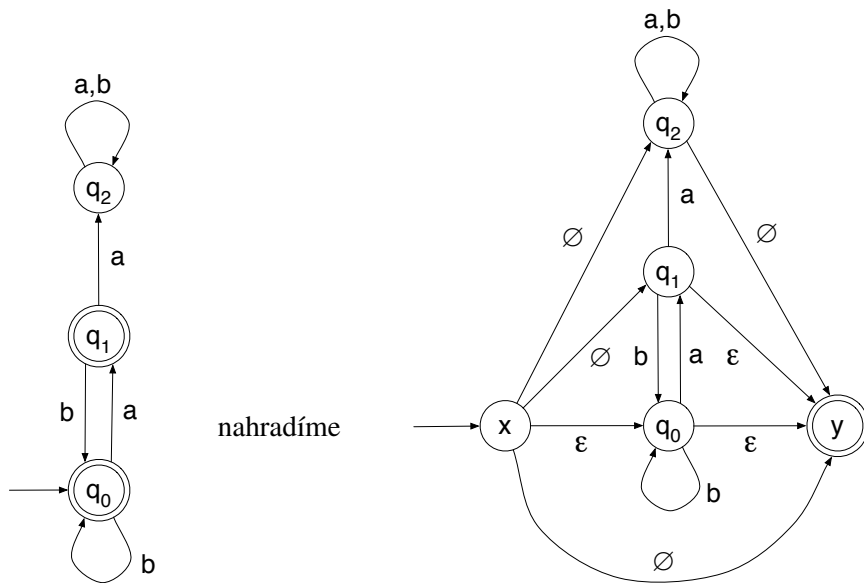 a,b
q2
a
q1
b a
q0
b
nahradíme
a,b
q2
a
∅ ∅
q1
∅ b a ε
x ε q0 ε y
b
∅